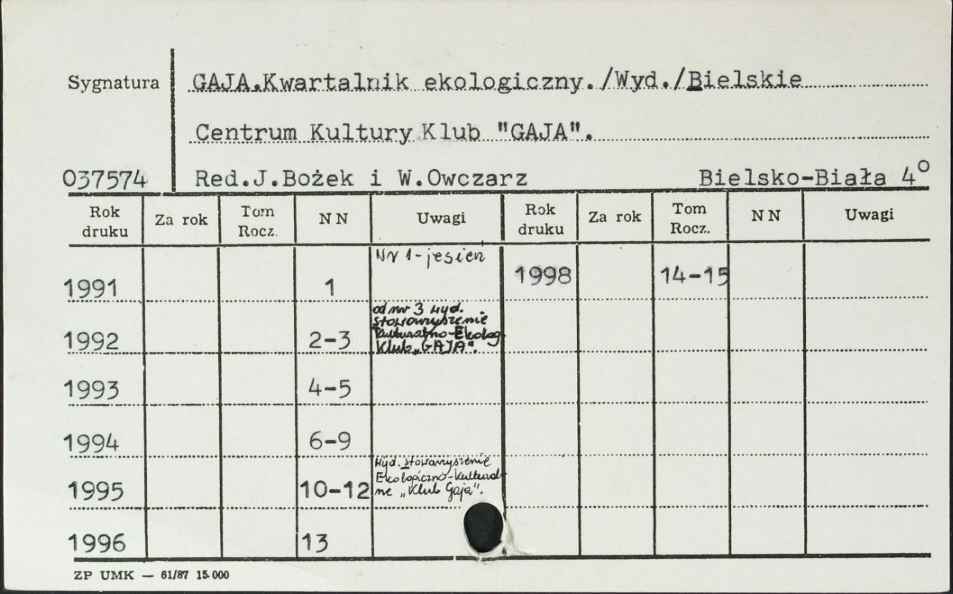 Sygnatura
GAJA.Kwartalnik ekologiczny./Wyd./Bielskie
Centrum Kultury Klub "GAJA".
037574 Red.J.Bożek i W.Owczarz Bielsko-Biała 4°
Rok druku Za rok Tom Rocz. N N Uwagi Rok druku Za rok Tom Rocz. N N Uwagi
1991 1 Nr 1-jesień 1998 14-15
1992 2-3 od nr 3 wyd.
Stowarzyszenie
Kulturalno-Ekolog
Klub „GAJA".
1993 4-5
1994 6-9
1995 10-12 Wyd. Stowarzyszenie
Ekologiczno-Kultural
ne „Klub Gaja".
1996 13
ZP UMK — 61/87 15.000